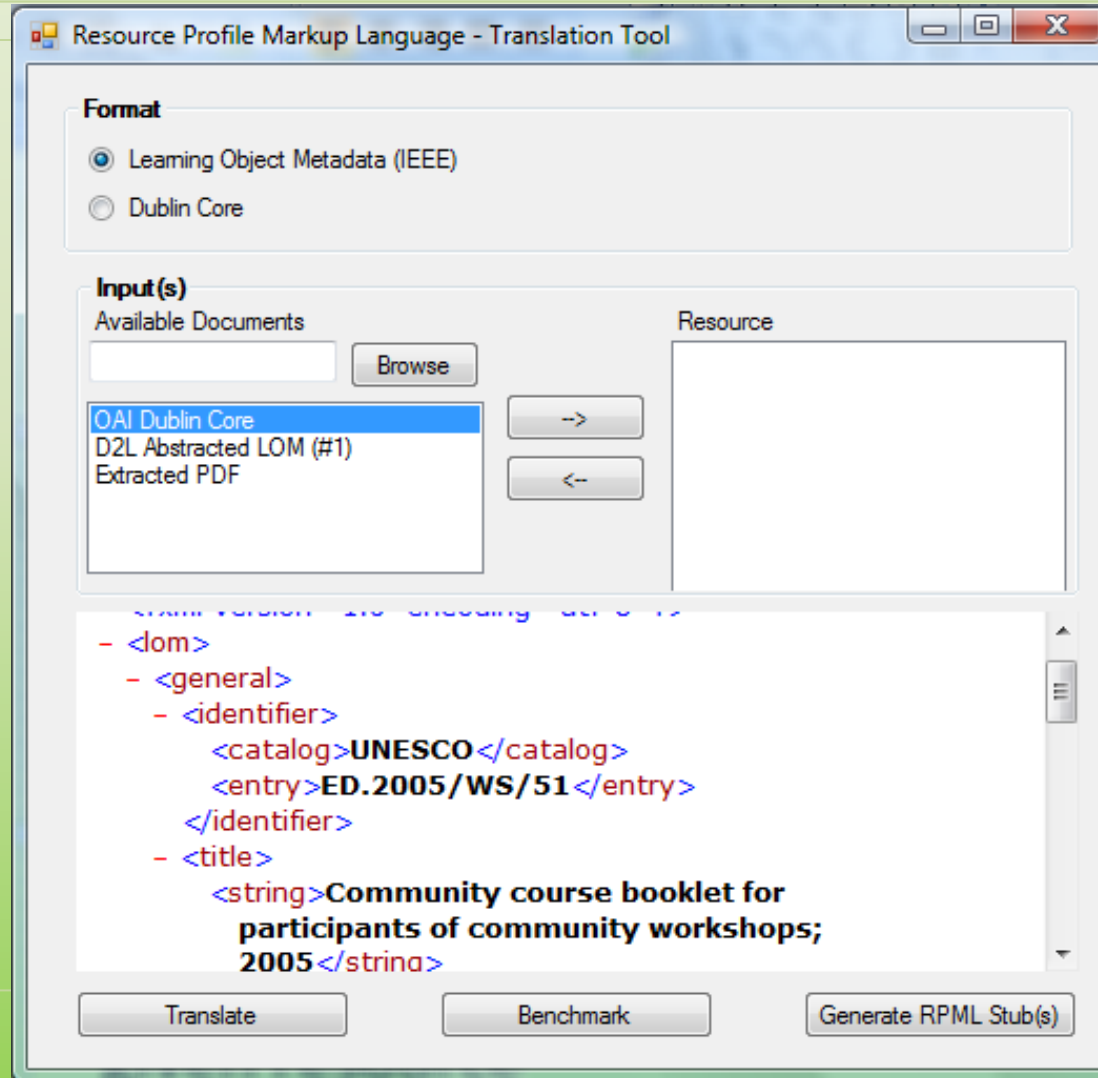 Resource Profile Markup Language - Translation Tool
Format
Learning Object Metadata (IEEE)
Dublin Core
Input(s)
Available Documents
Resource
Browse
OAI Dublin Core
D2L Abstracted LOM (#1)
Extracted PDF
-->
<--
- <lom>
- <general>
- <identifier>
<catalog>UNESCO</catalog>
<entry>ED.2005/WS/51</entry>
</identifier>
- <title>
<string>Community course booklet for
participants of community workshops;
2005</string>
Translate
Benchmark
Generate RPML Stub(s)